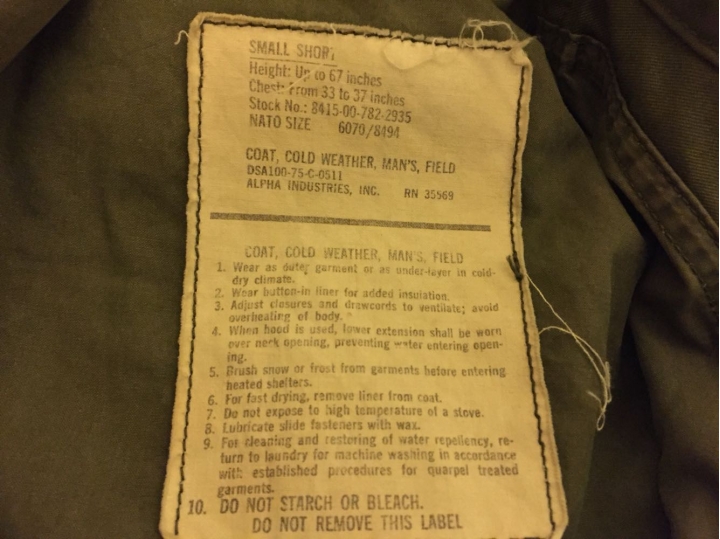 SMALL SHORT
Height: Up to 67 inches
Chest: From 33 to 37 inches
Stock No.: 8415-00-782-2935
NATO SIZE 6070/8494
COAT, COLD WEATHER, MAN'S, FIELD
DSA100-75-C-0511
ALPHA INDUSTRIES, INC. RN 35569
COAT, COLD WEATHER, MAN'S, FIELD
1. Wear as outer garment or as under-layer in cold-
dry climate.
2. Wear button-in liner for added insulation.
3. Adjust closures and drawcords to ventilate; avoid
overheating of body.
4. When hood is used, lower extension shall be worn
over neck opening, preventing water entering open-
ing.
5. Brush snow or frost from garments before entering
heated shelters.
6. For fast drying, remove liner from coat.
7. Do not expose to high temperature of a stove.
8. Lubricate slide fasteners with wax.
9. For cleaning and restoring of water repellency, re-
turn to laundry for machine washing in accordance
with established procedures for quarpel treated
garments.
10. DO NOT STARCH OR BLEACH.
DO NOT REMOVE THIS LABEL